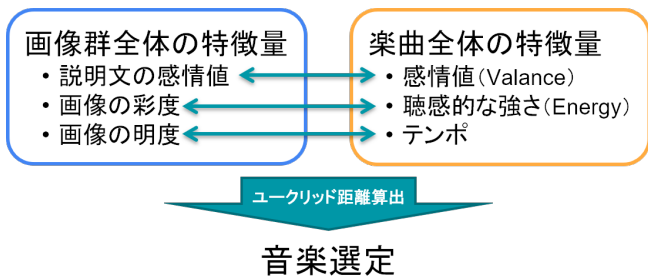 画像群全体の特徴量
・説明文の感情値
・画像の彩度
・画像の明度
楽曲全体の特徴量
・感情値(Valance)
・聴感的な強さ(Energy)
・テンポ
ユークリッド距離算出
音楽選定